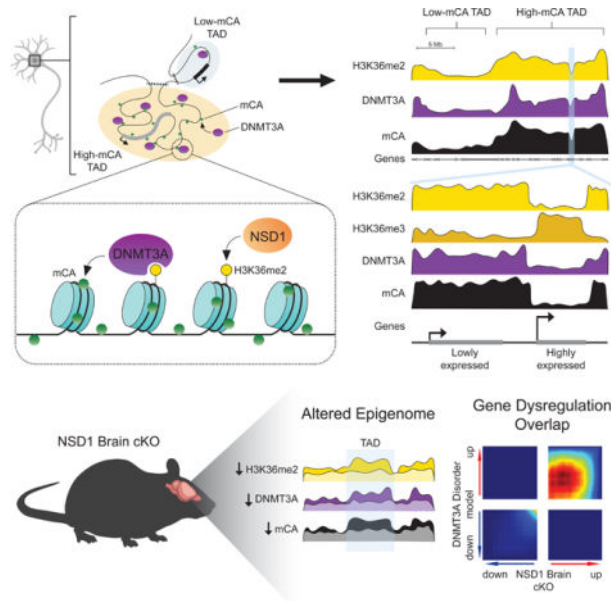 Low-mCA
TAD
mCA
DNMT3A
High-mCA
TAD
Low-mCA TAD
High-mCA TAD
5 Mb
H3K36me2
DNMT3A
mCA
Genes
H3K36me2
H3K36me3
DNMT3A
mCA
Genes
Lowly
expressed
Highly
expressed
mCA
DNMT3A
NSD1
H3K36me2
NSD1 Brain cKO
Altered Epigenome
TAD
↓H3K36me2
↓DNMT3A
↓mCA
Gene Dysregulation
Overlap
DNMT3A Disorder
model
up
down
down
NSD1 Brain
cKO
up